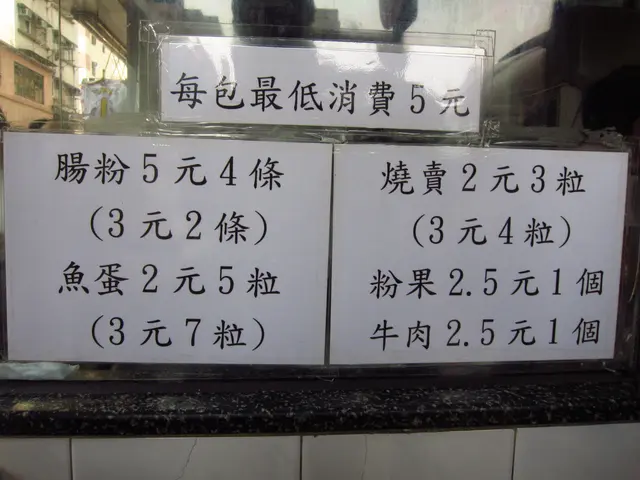 每包最低消費5元
腸粉5元4條
(3元2條)
魚蛋2元5粒
(3元7粒)
燒賣2元3粒
(3元4粒)
粉果2.5元1個
牛肉2.5元1個